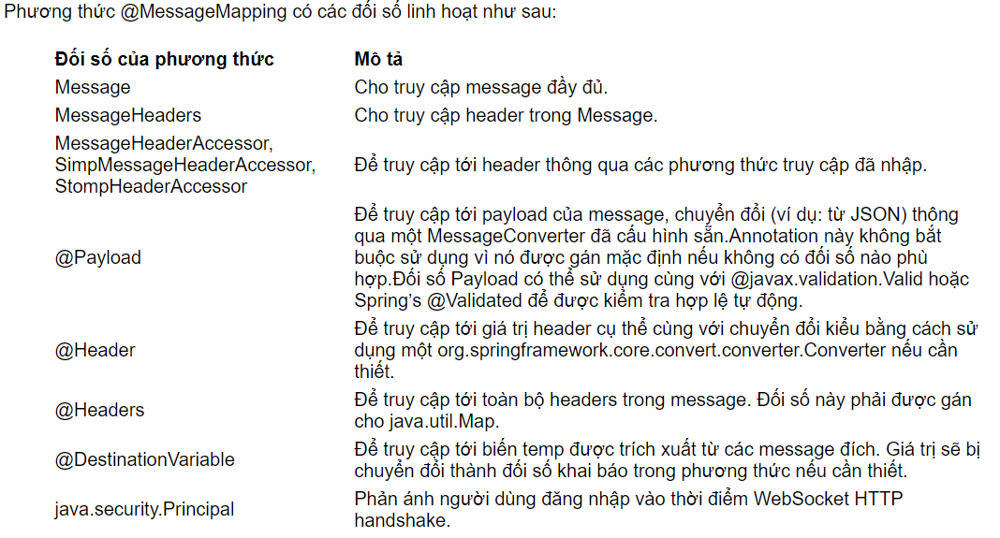 Phương thức @MessageMapping có các đối số linh hoạt như sau:
Đối số của phương thức Mô tả
Message Cho truy cập message đầy đủ.
MessageHeaders Cho truy cập header trong Message.
MessageHeaderAccessor,
SimpMessageHeaderAccessor,
StompHeaderAccessor
Để truy cập tới header thông qua các phương thức truy cập đã nhập.
@Payload
Để truy cập tới payload của message, chuyển đổi (ví dụ: từ JSON) thông
qua một MessageConverter đã cấu hình sẵn.Annotation này không bắt
buộc sử dụng vì nó được gán mặc định nếu không có đối số nào phù
hợp.Đối số Payload có thể sử dụng cùng với @javax.validation.Valid hoặc
Spring’s @Validated để được kiểm tra hợp lệ tự động.
@Header
Để truy cập tới giá trị header cụ thể cùng với chuyển đổi kiểu bằng cách sử
dụng một org.springframework.core.convert.converter.Converter nếu cần
thiết.
@Headers
Để truy cập tới toàn bộ headers trong message. Đối số này phải được gán
cho java.util.Map.
@DestinationVariable
Để truy cập tới biến temp được trích xuất từ các message đích. Giá trị sẽ bị
chuyển đổi thành đối số khai báo trong phương thức nếu cần thiết.
java.security.Principal
Phản ánh người dùng đăng nhập vào thời điểm WebSocket HTTP
handshake.